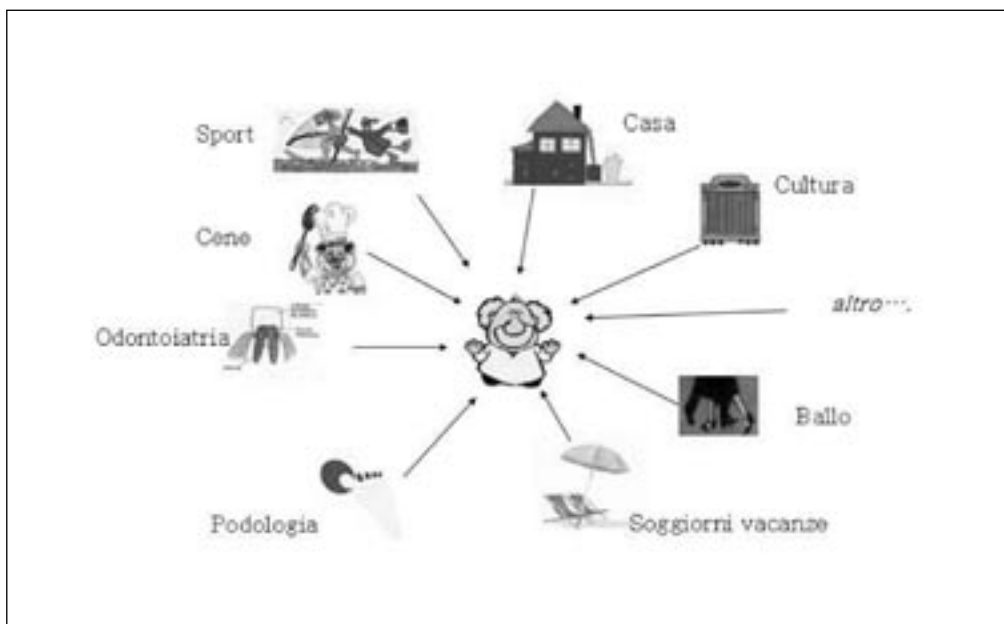 Sport
Casa
Cultura
Cene
altro....
Odontoiatria
Ballo
Podologia
Soggiorni vacanze